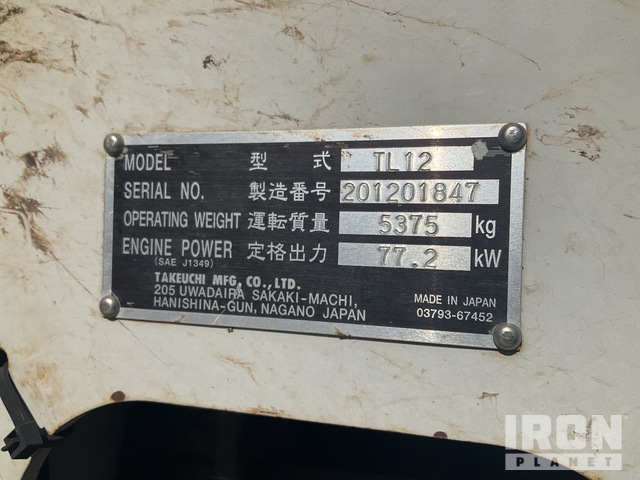 MODEL 型式 TL12
SERIAL NO. 製造番号 201201847
OPERATING WEIGHT 運転質量 5375 kg
ENGINE POWER 定格出力 77.2 kW
(SAE J1349)
TAKEUCHI MFG, CO., LTD.
205 UWADAIRA SAKAKI-MACHI,
HANISHINA-GUN, NAGANO JAPAN
MADE IN JAPAN
03793-67452
IRON
PLANET